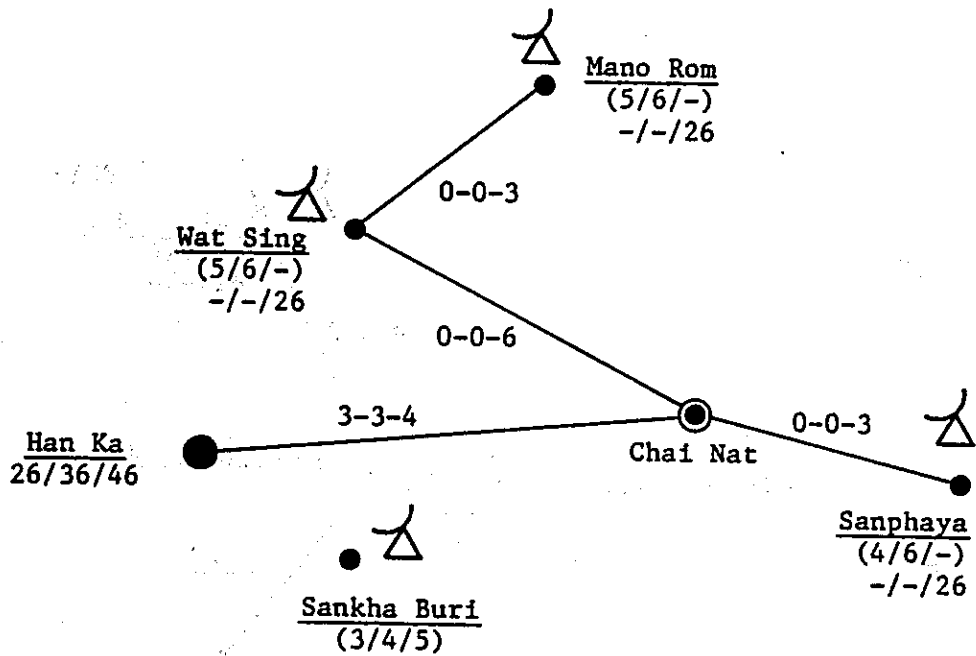 Mano Rom
(5/6/-)
-/-/26
0-0-3
Wat Sing
(5/6/-)
-/-/26
0-0-6
3-3-4
0-0-3
Han Ka
26/36/46
Chai Nat
Sanphaya
(4/6/-)
-/-/26
Sankha Buri
(3/4/5)